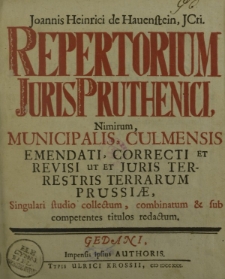 Joannis Heinrici de Hauenstein, JCti.
REPERTORIUM
JURIS PRUTHENICI,
Nimirum,
MUNICIPALIS, CULMENSIS
EMENDATI, CORRECTI ET
REVISI UT ET JURIS TER-
RESTRIS TERRARUM
PRUSSIÆ,
Singulari studio collectum, combinatum & sub
competentes titulos redactum,
GEDANI,
Impensis ipsius AUTHORIS.
TYPIS ULRICI KROSSII,